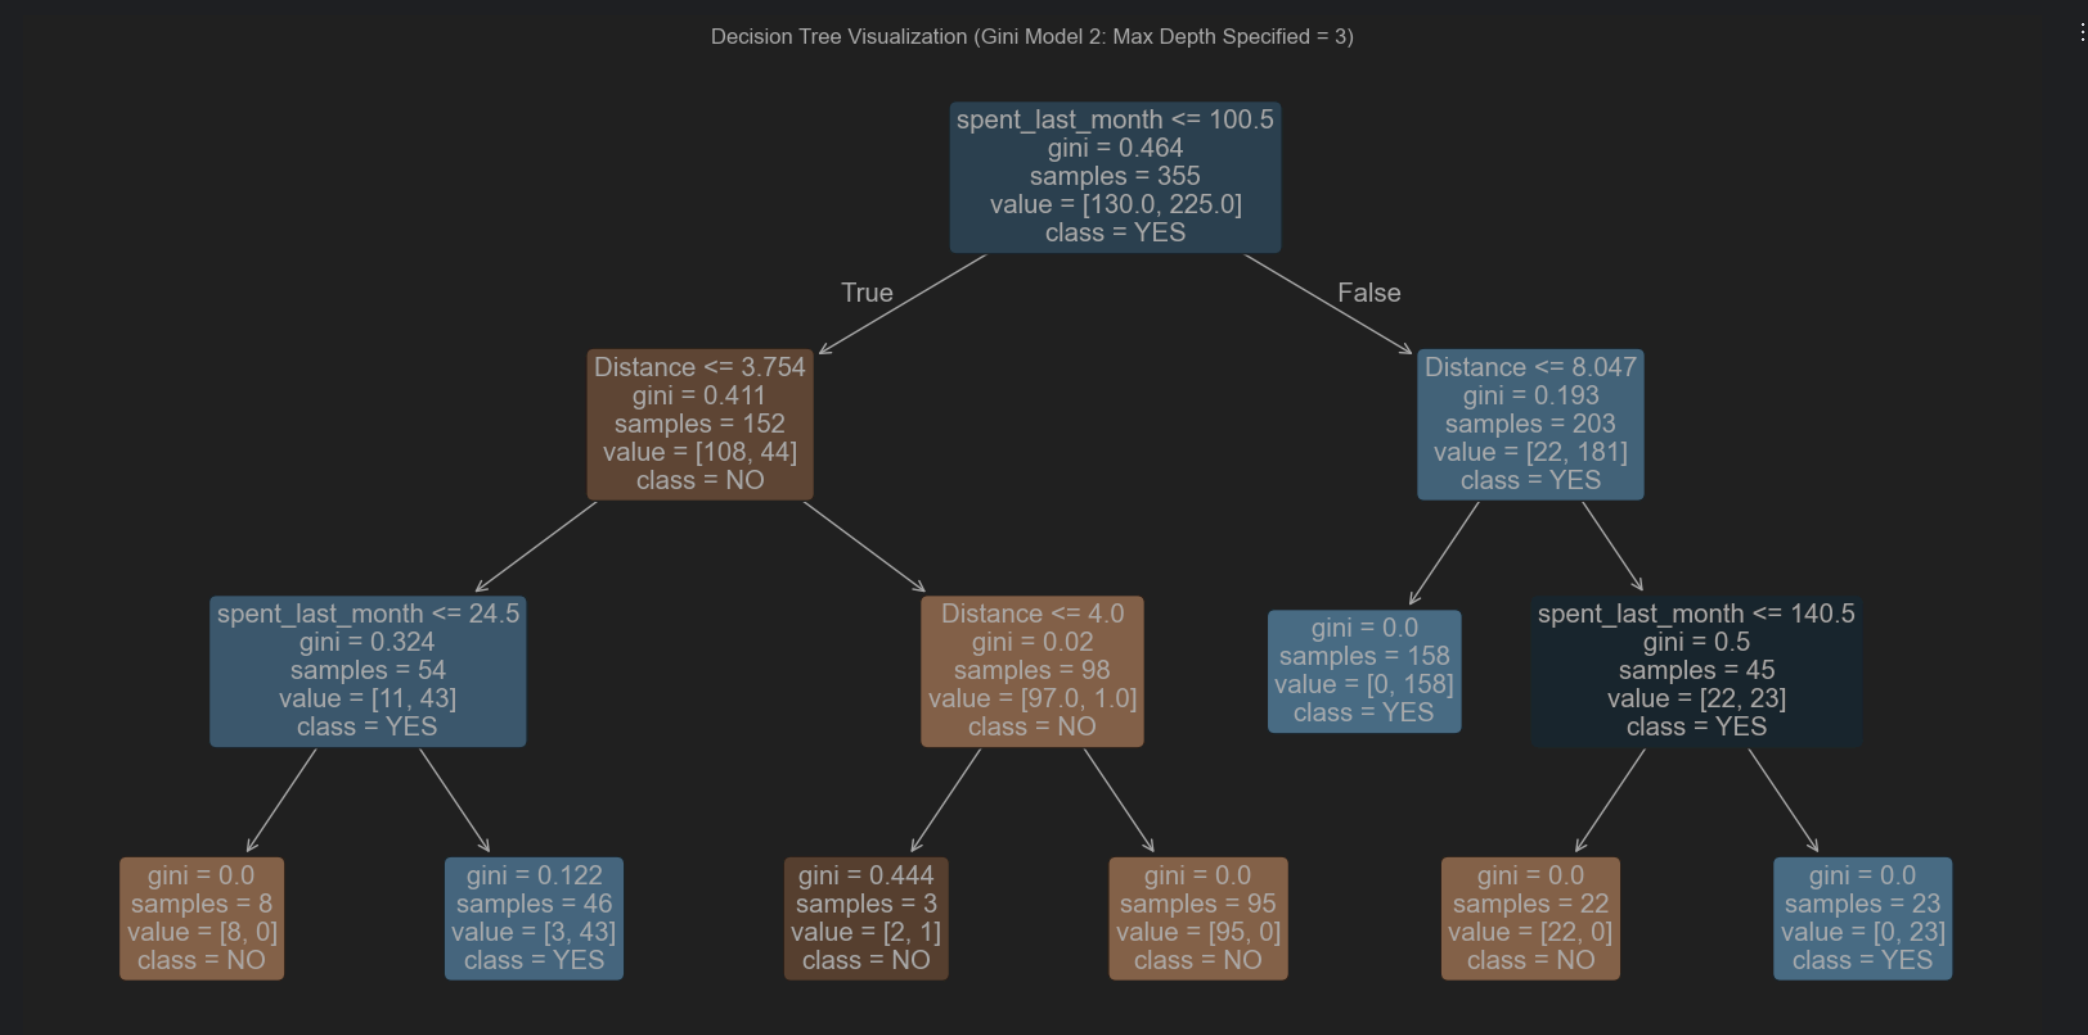 Decision Tree Visualization (Gini Model 2: Max Depth Specified = 3)
spent_last_month <= 100.5
gini = 0.464
samples = 355
value = [130.0, 225.0]
class = YES
True
False
Distance <= 3.754
gini = 0.411
samples = 152
value = [108, 44]
class = NO
Distance <= 8.047
gini = 0.193
samples = 203
value = [22, 181]
class = YES
spent_last_month <= 24.5
gini = 0.324
samples = 54
value = [11, 43]
class = YES
Distance <= 4.0
gini = 0.02
samples = 98
value = [97.0, 1.0]
class = NO
gini = 0.0
samples = 158
value = [0, 158]
class = YES
spent_last_month <= 140.5
gini = 0.5
samples = 45
value = [22, 23]
class = YES
gini = 0.0
samples = 8
value = [8, 0]
class = NO
gini = 0.122
samples = 46
value = [3, 43]
class = YES
gini = 0.444
samples = 3
value = [2, 1]
class = NO
gini = 0.0
samples = 95
value = [95, 0]
class = NO
gini = 0.0
samples = 22
value = [22, 0]
class = NO
gini = 0.0
samples = 23
value = [0, 23]
class = YES